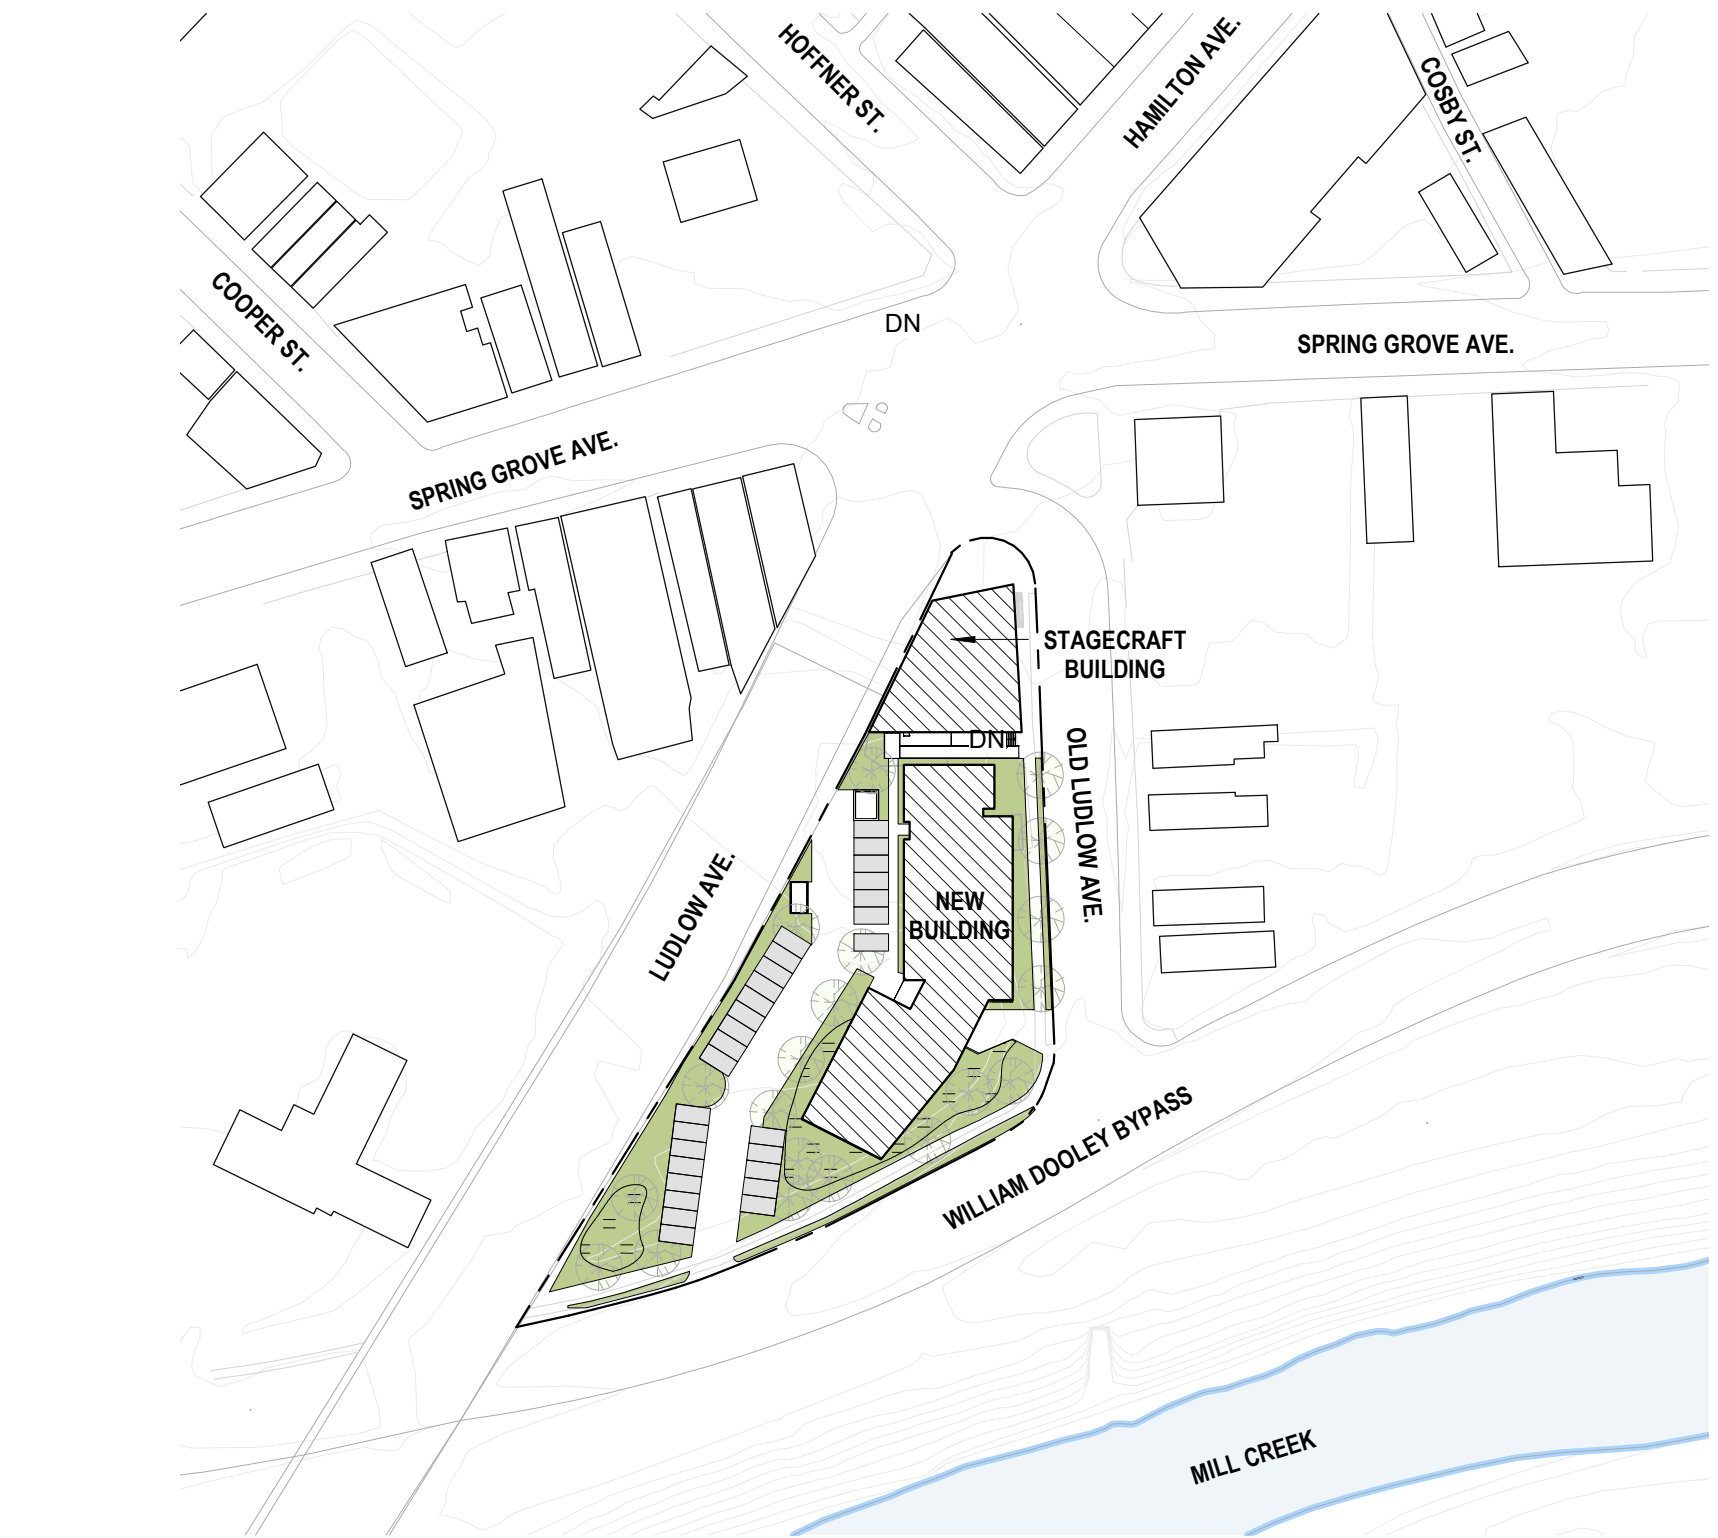 HOFFNER ST.
HAMILTON AVE.
COSBY ST.
COOPER ST.
DN
SPRING GROVE AVE.
SPRING GROVE AVE.
STAGECRAFT
BUILDING
DN
OLD LUDLOW AVE.
LUDLOW AVE.
NEW
BUILDING
WILLIAM DOOLEY BYPASS
MILL CREEK